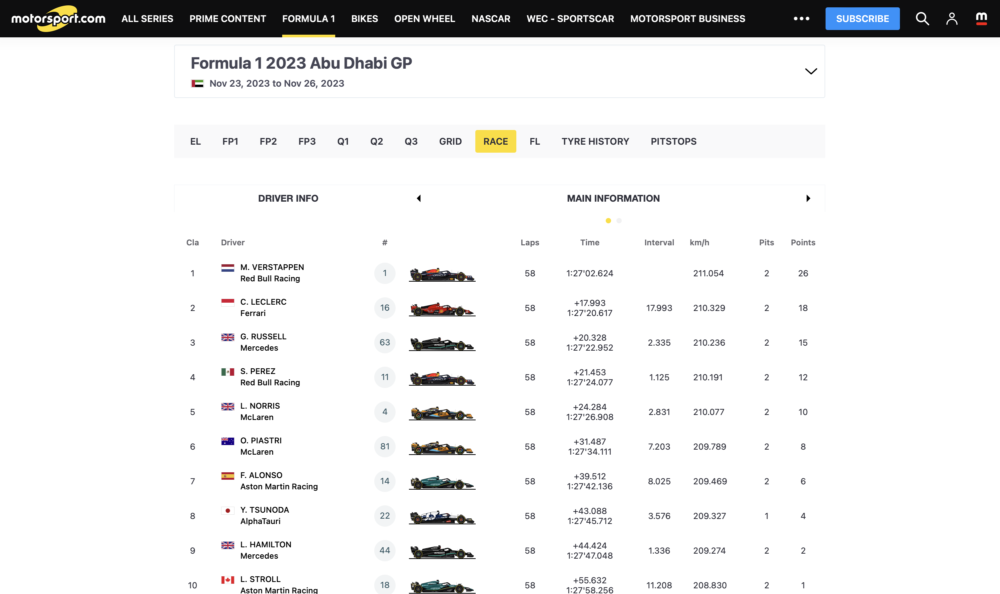 motorsport.com ALL SERIES PRIME CONTENT FORMULA 1 BIKES OPEN WHEEL NASCAR WEC - SPORTSCAR MOTORSPORT BUSINESS ••• SUBSCRIBE m
Formula 1 2023 Abu Dhabi GP
Nov 23, 2023 to Nov 26, 2023
EL FP1 FP2 FP3 Q1 Q2 Q3 GRID RACE FL TYRE HISTORY PITSTOPS
DRIVER INFO MAIN INFORMATION
Cla Driver # Laps Time Interval km/h Pits Points
1 M. VERSTAPPEN 1 58 1:27'02.624 211.054 2 26
Red Bull Racing
2 C. LECLERC 16 58 +17.993 17.993 210.329 2 18
Ferrari 1:27'20.617
3 G. RUSSELL 63 58 +20.328 2.335 210.236 2 15
Mercedes 1:27'22.952
4 S. PEREZ 11 58 +21.453 1.125 210.191 2 12
Red Bull Racing 1:27'24.077
5 L. NORRIS 4 58 +24.284 2.831 210.077 2 10
McLaren 1:27'26.908
6 O. PIASTRI 81 58 +31.487 7.203 209.789 2 8
McLaren 1:27'34.111
7 F. ALONSO 14 58 +39.512 8.025 209.469 2 6
Aston Martin Racing 1:27'42.136
8 Y. TSUNODA 22 58 +43.088 3.576 209.327 1 4
AlphaTauri 1:27'45.712
9 L. HAMILTON 44 58 +44.424 1.336 209.274 2 2
Mercedes 1:27'47.048
10 L. STROLL 18 58 +55.632 11.208 208.830 2 1
Aston Martin Racing 1:27'58.256